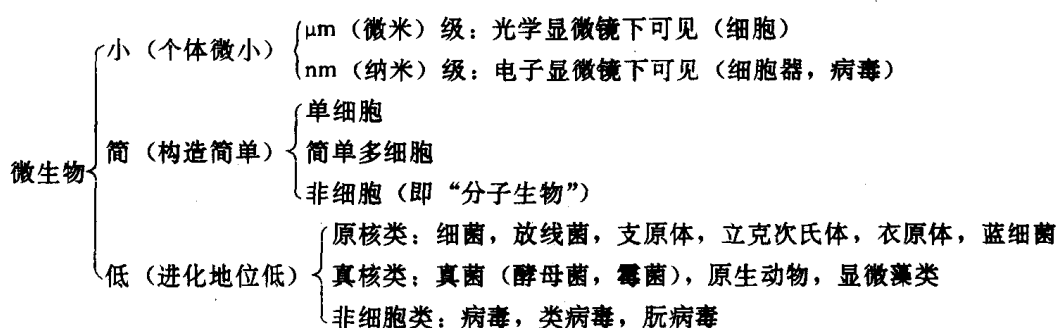 小（个体微小）
μm（微米）级：光学显微镜下可见（细胞）
nm（纳米）级：电子显微镜下可见（细胞器，病毒）
微生物
简（构造简单）
单细胞
简单多细胞
非细胞（即“分子生物”）
低（进化地位低）
原核类：细菌，放线菌，支原体，立克次氏体，衣原体，蓝细菌
真核类：真菌（酵母菌，霉菌），原生动物，显微藻类
非细胞类：病毒，类病毒，朊病毒